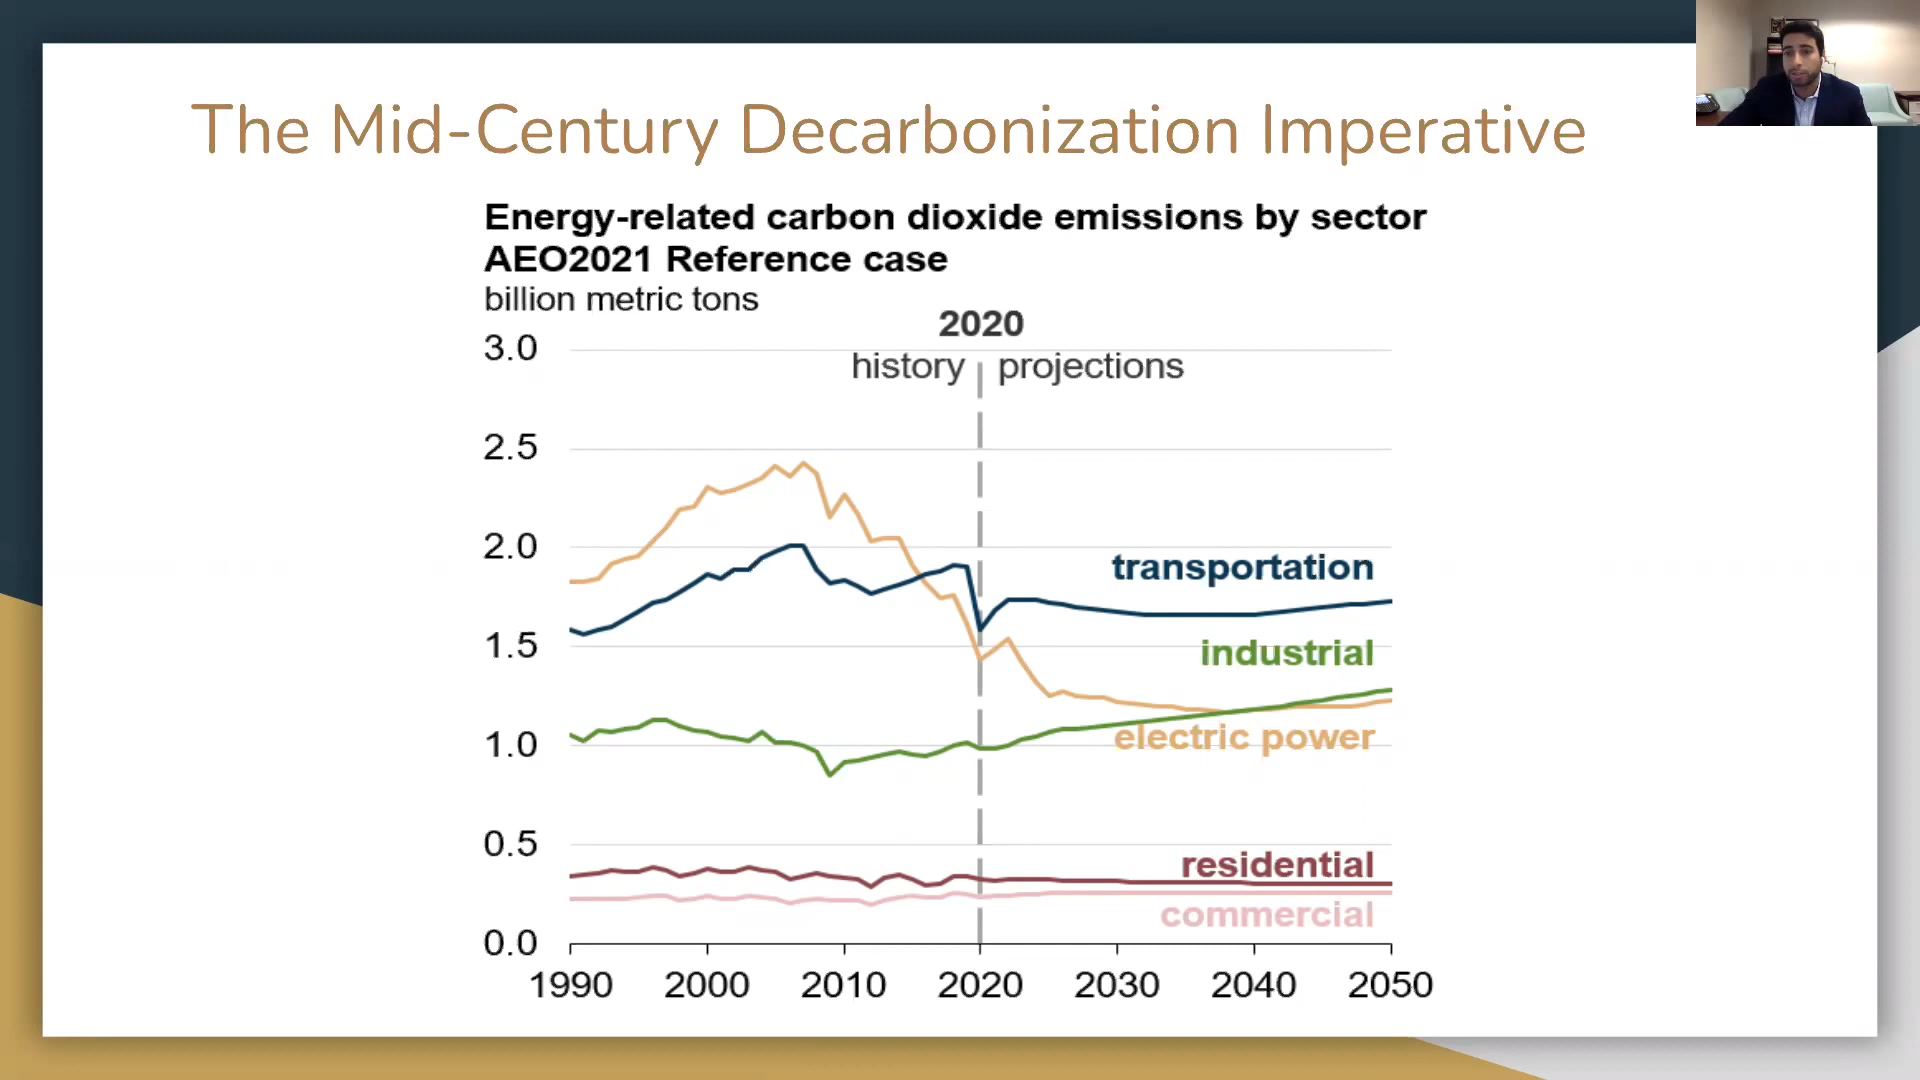 The Mid-Century Decarbonization Imperative
Energy-related carbon dioxide emissions by sector
AEO2021 Reference case
billion metric tons
2020
history projections
3.0
2.5
2.0
1.5
1.0
0.5
0.0
transportation
industrial
electric power
residential
commercial
1990 2000 2010 2020 2030 2040 2050